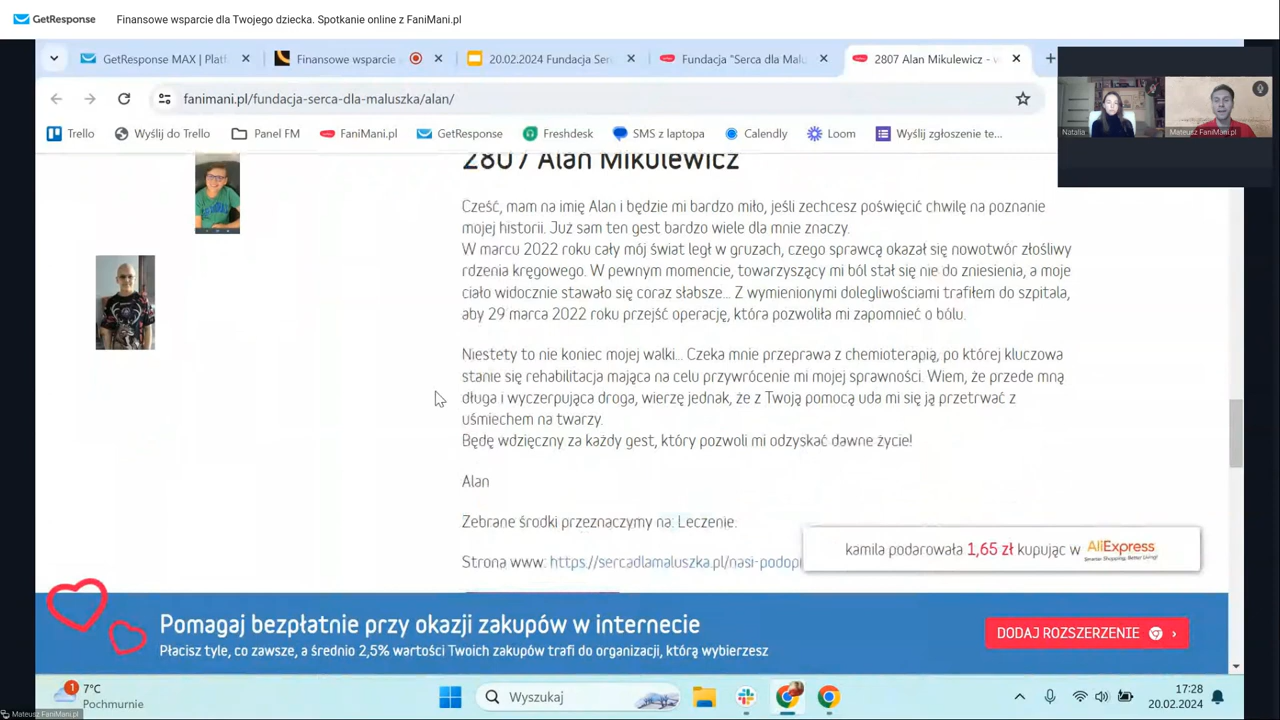 GetResponse Finansowe wsparcie dla Twojego dziecka. Spotkanie online z FaniMani.pl
GetResponse MAX | Plat
Finansowe wsparcie
20.02.2024 Fundacja Ser
Fundacja "Serca dla Malu
2807 Alan Mikulewicz - w
fanimani.pl/fundacja-serca-dla-maluszka/alan/
Trello
Wyślij do Trello
Panel FM
FaniMani.pl
GetResponse
Freshdesk
SMS z laptopa
Calendly
Loom
Wyślij zgłoszenie te...
Natalia
Mateusz FaniMani.pl
2807 Alan Mikulewicz
Cześć, mam na imię Alan i będzie mi bardzo miło, jeśli zechcesz poświęcić chwilę na poznanie
mojej historii. Już sam ten gest bardzo wiele dla mnie znaczy.
W marcu 2022 roku cały mój świat legł w gruzach, czego sprawcą okazał się nowotwór złośliwy
rdzenia kręgowego. W pewnym momencie, towarzyszący mi ból stał się nie do zniesienia, a moje
ciało widocznie stawało się coraz słabsze... Z wymienionymi dolegliwościami trafiłem do szpitala,
aby 29 marca 2022 roku przejść operację, która pozwoliła mi zapomnieć o bólu.
Niestety to nie koniec mojej walki... Czeka mnie przeprawa z chemioterapią, po której kluczowa
stanie się rehabilitacja mająca na celu przywrócenie mi mojej sprawności. Wiem, że przede mną
długa i wyczerpująca droga, wierzę jednak, że z Twoją pomocą uda mi się ją przetrwać z
uśmiechem na twarzy.
Będę wdzięczny za każdy gest, który pozwoli mi odzyskać dawne życie!
Alan
Zebrane środki przeznaczymy na: Leczenie.
Strona www: https://sercadlamaluszka.pl/nasi-podopi
kamila podarowała 1,65 zł kupując w AliExpress
Smarter Shopping, Better Living!
Pomagaj bezpłatnie przy okazji zakupów w internecie
Płacisz tyle, co zawsze, a średnio 2,5% wartości Twoich zakupów trafi do organizacji, którą wybierzesz
DODAJ ROZSZERZENIE
1
7°C
Pochmurnie
Wyszukaj
17:28
20.02.2024
Mateusz FaniMani.pl